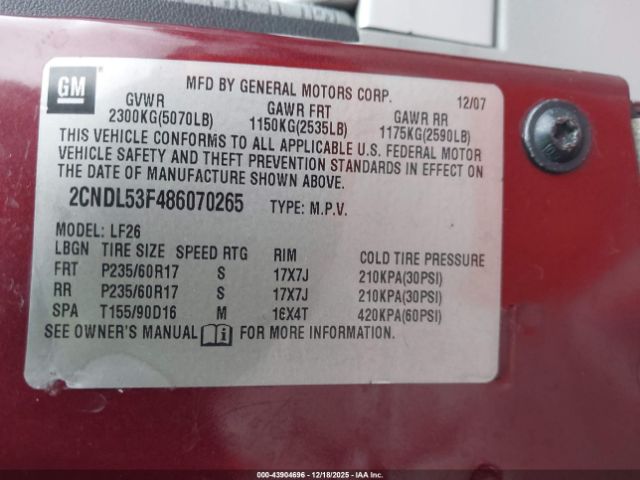 GM
MFD BY GENERAL MOTORS CORP. 12/07
GVWR GAWR FRT GAWR RR
2300KG(5070LB) 1150KG(2535LB) 1175KG(2590LB)
THIS VEHICLE CONFORMS TO ALL APPLICABLE U.S. FEDERAL MOTOR
VEHICLE SAFETY AND THEFT PREVENTION STANDARDS IN EFFECT ON
THE DATE OF MANUFACTURE SHOWN ABOVE.
2CNDL53F486070265 TYPE: M.P.V.
MODEL: LF26
LBGN TIRE SIZE SPEED RTG RIM COLD TIRE PRESSURE
FRT P235/60R17 S 17X7J 210KPA(30PSI)
RR P235/60R17 S 17X7J 210KPA(30PSI)
SPA T155/90D16 M 16X4T 420KPA(60PSI)
SEE OWNER'S MANUAL i FOR MORE INFORMATION.
000-43904696 - 12/18/2025 - IAA, Inc.